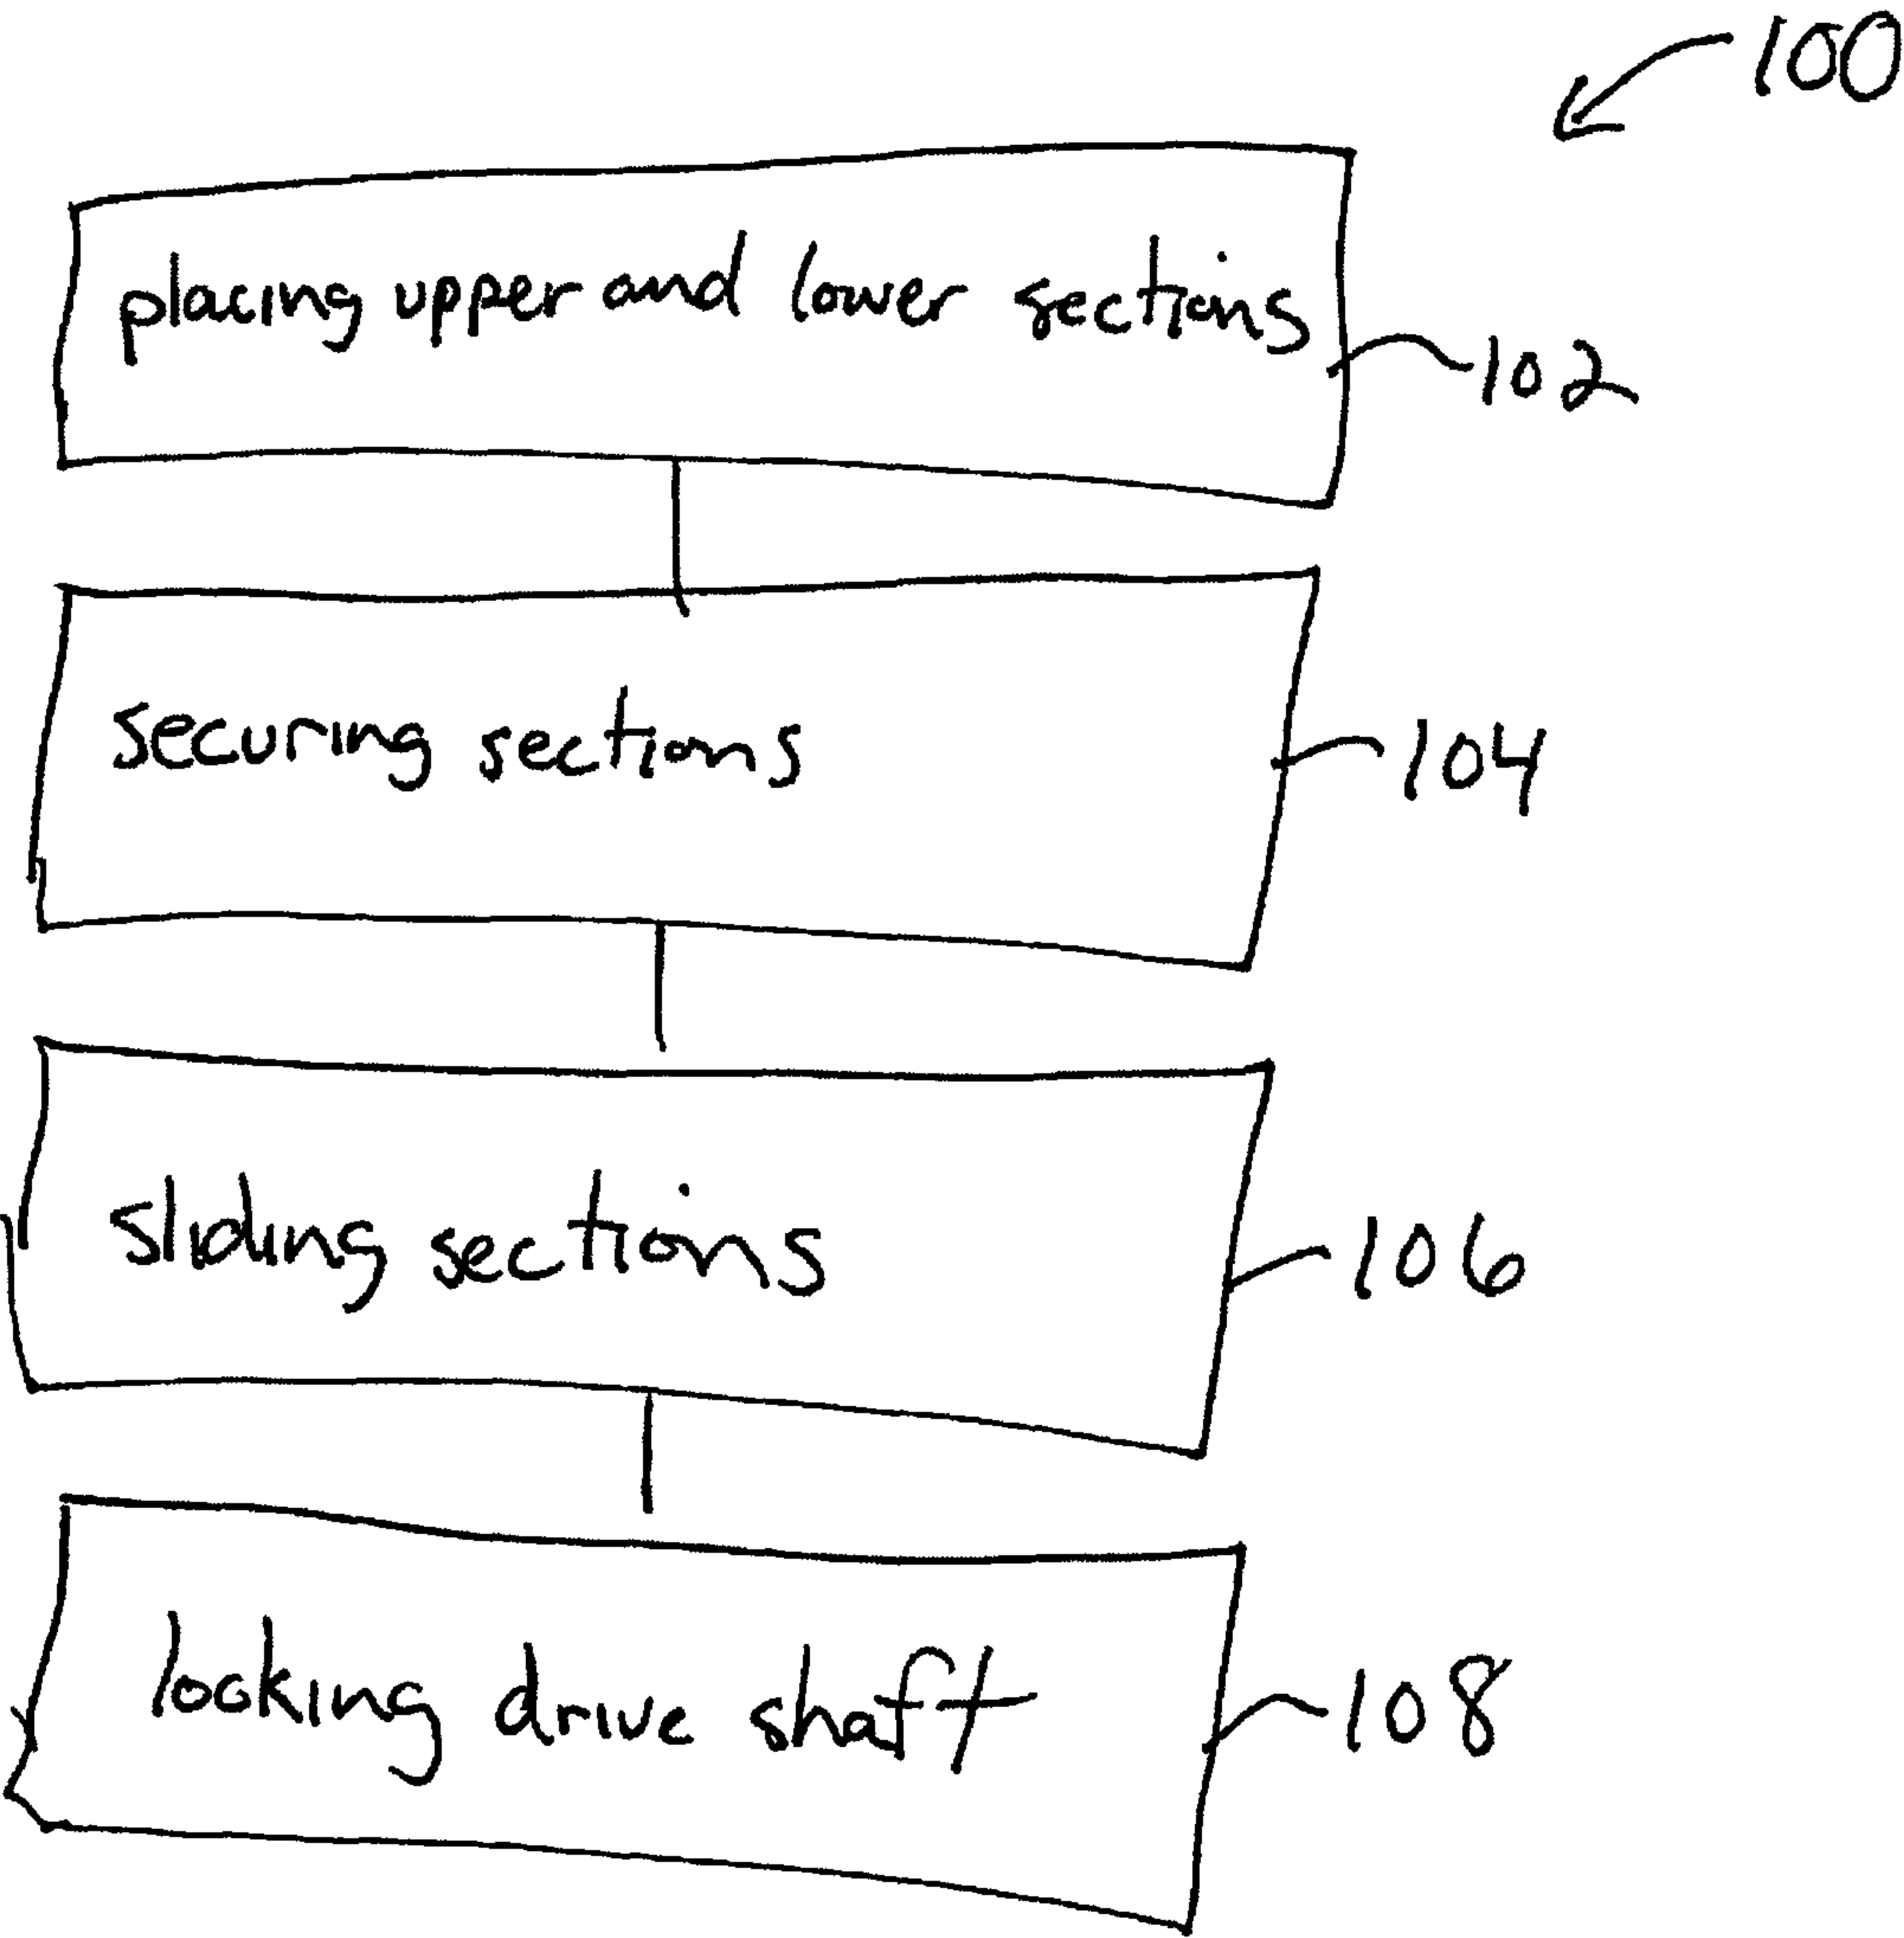 100
placing upper and lower sections
102
securing sections
104
sliding sections
106
locking drive shaft
108